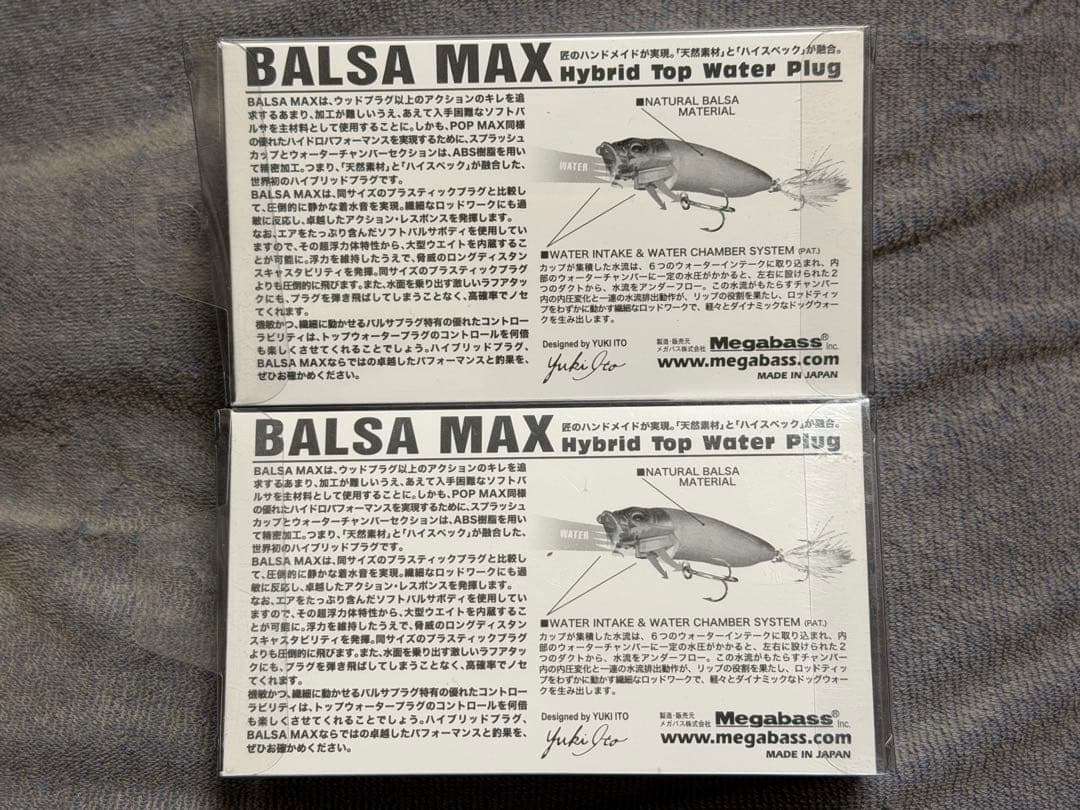 BALSA MAX
匠のハンドメイドが実現。「天然素材」と「ハイスペック」が融合。
Hybrid Top Water Plug
BALSA MAXは、ウッドプラグ以上のアクションのキレを追
求するあまり、加工が難しいうえ、あえて入手困難なソフトバ
ルサを主材料として使用することに。しかも、POP MAX同様
の優れたハイドロパフォーマンスを実現するために、スプラッシュ
カップとウォーターチャンバーセクションは、ABS樹脂を用い
て精密加工。つまり、「天然素材」と「ハイスペック」が融合した、
世界初のハイブリッドプラグです。
BALSA MAXは、同サイズのプラスティックプラグと比較し
て、圧倒的に静かな着水音を実現。繊細なロッドワークにも過
敏に反応し、卓越したアクション・レスポンスを発揮します。
なお、エアをたっぷり含んだソフトバルサボディを使用してい
ますので、その超浮力体特性から、大型ウエイトを内蔵するこ
とが可能に。浮力を維持したうえで、脅威のロングディスタン
スキャスタビリティを発揮。同サイズのプラスティックプラグ
よりも圧倒的に飛びます。また、水面を乗り出す激しいラフアタッ
クにも、プラグを弾き飛ばしてしまうことなく、高確率でノセ
てくれます。
機敏かつ、繊細に動かせるバルサプラグ特有の優れたコントロー
ラビリティは、トップウォータープラグのコントロールを何倍
も楽しくさせてくれることでしょう。ハイブリッドプラグ、
BALSA MAXならではの卓越したパフォーマンスと釣果を、
ぜひお確かめください。
■NATURAL BALSA
MATERIAL
WATER
■WATER INTAKE & WATER CHAMBER SYSTEM (PAT.)
カップが集積した水流は、6つのウォーターインテークに取り込まれ、内
部のウォーターチャンバーに一定の水圧がかかると、左右に設けられた2
つのダクトから、水流をアンダーフロー。この水流がもたらすチャンバー
内の内圧変化と一連の水流排出動作が、リップの役割を果たし、ロッドティッ
プをわずかに動かす繊細なロッドワークで、軽々とダイナミックなドッグウォー
クを生み出します。
Designed by YUKI ITO
Yuki Ito
製造・販売元
メガバス株式会社
Megabass® Inc.
www.megabass.com
MADE IN JAPAN
BALSA MAX
匠のハンドメイドが実現。「天然素材」と「ハイスペック」が融合。
Hybrid Top Water Plug
BALSA MAXは、ウッドプラグ以上のアクションのキレを追
求するあまり、加工が難しいうえ、あえて入手困難なソフトバ
ルサを主材料として使用することに。しかも、POP MAX同様
の優れたハイドロパフォーマンスを実現するために、スプラッシュ
カップとウォーターチャンバーセクションは、ABS樹脂を用い
て精密加工。つまり、「天然素材」と「ハイスペック」が融合した、
世界初のハイブリッドプラグです。
BALSA MAXは、同サイズのプラスティックプラグと比較し
て、圧倒的に静かな着水音を実現。繊細なロッドワークにも過
敏に反応し、卓越したアクション・レスポンスを発揮します。
なお、エアをたっぷり含んだソフトバルサボディを使用してい
ますので、その超浮力体特性から、大型ウエイトを内蔵するこ
とが可能に。浮力を維持したうえで、脅威のロングディスタン
スキャスタビリティを発揮。同サイズのプラスティックプラグ
よりも圧倒的に飛びます。また、水面を乗り出す激しいラフアタッ
クにも、プラグを弾き飛ばしてしまうことなく、高確率でノセ
てくれます。
機敏かつ、繊細に動かせるバルサプラグ特有の優れたコントロー
ラビリティは、トップウォータープラグのコントロールを何倍
も楽しくさせてくれることでしょう。ハイブリッドプラグ、
BALSA MAXならではの卓越したパフォーマンスと釣果を、
ぜひお確かめください。
■NATURAL BALSA
MATERIAL
WATER
■WATER INTAKE & WATER CHAMBER SYSTEM (PAT.)
カップが集積した水流は、6つのウォーターインテークに取り込まれ、内
部のウォーターチャンバーに一定の水圧がかかると、左右に設けられた2
つのダクトから、水流をアンダーフロー。この水流がもたらすチャンバー
内の内圧変化と一連の水流排出動作が、リップの役割を果たし、ロッドティッ
プをわずかに動かす繊細なロッドワークで、軽々とダイナミックなドッグウォー
クを生み出します。
Designed by YUKI ITO
Yuki Ito
製造・販売元
メガバス株式会社
Megabass® Inc.
www.megabass.com
MADE IN JAPAN